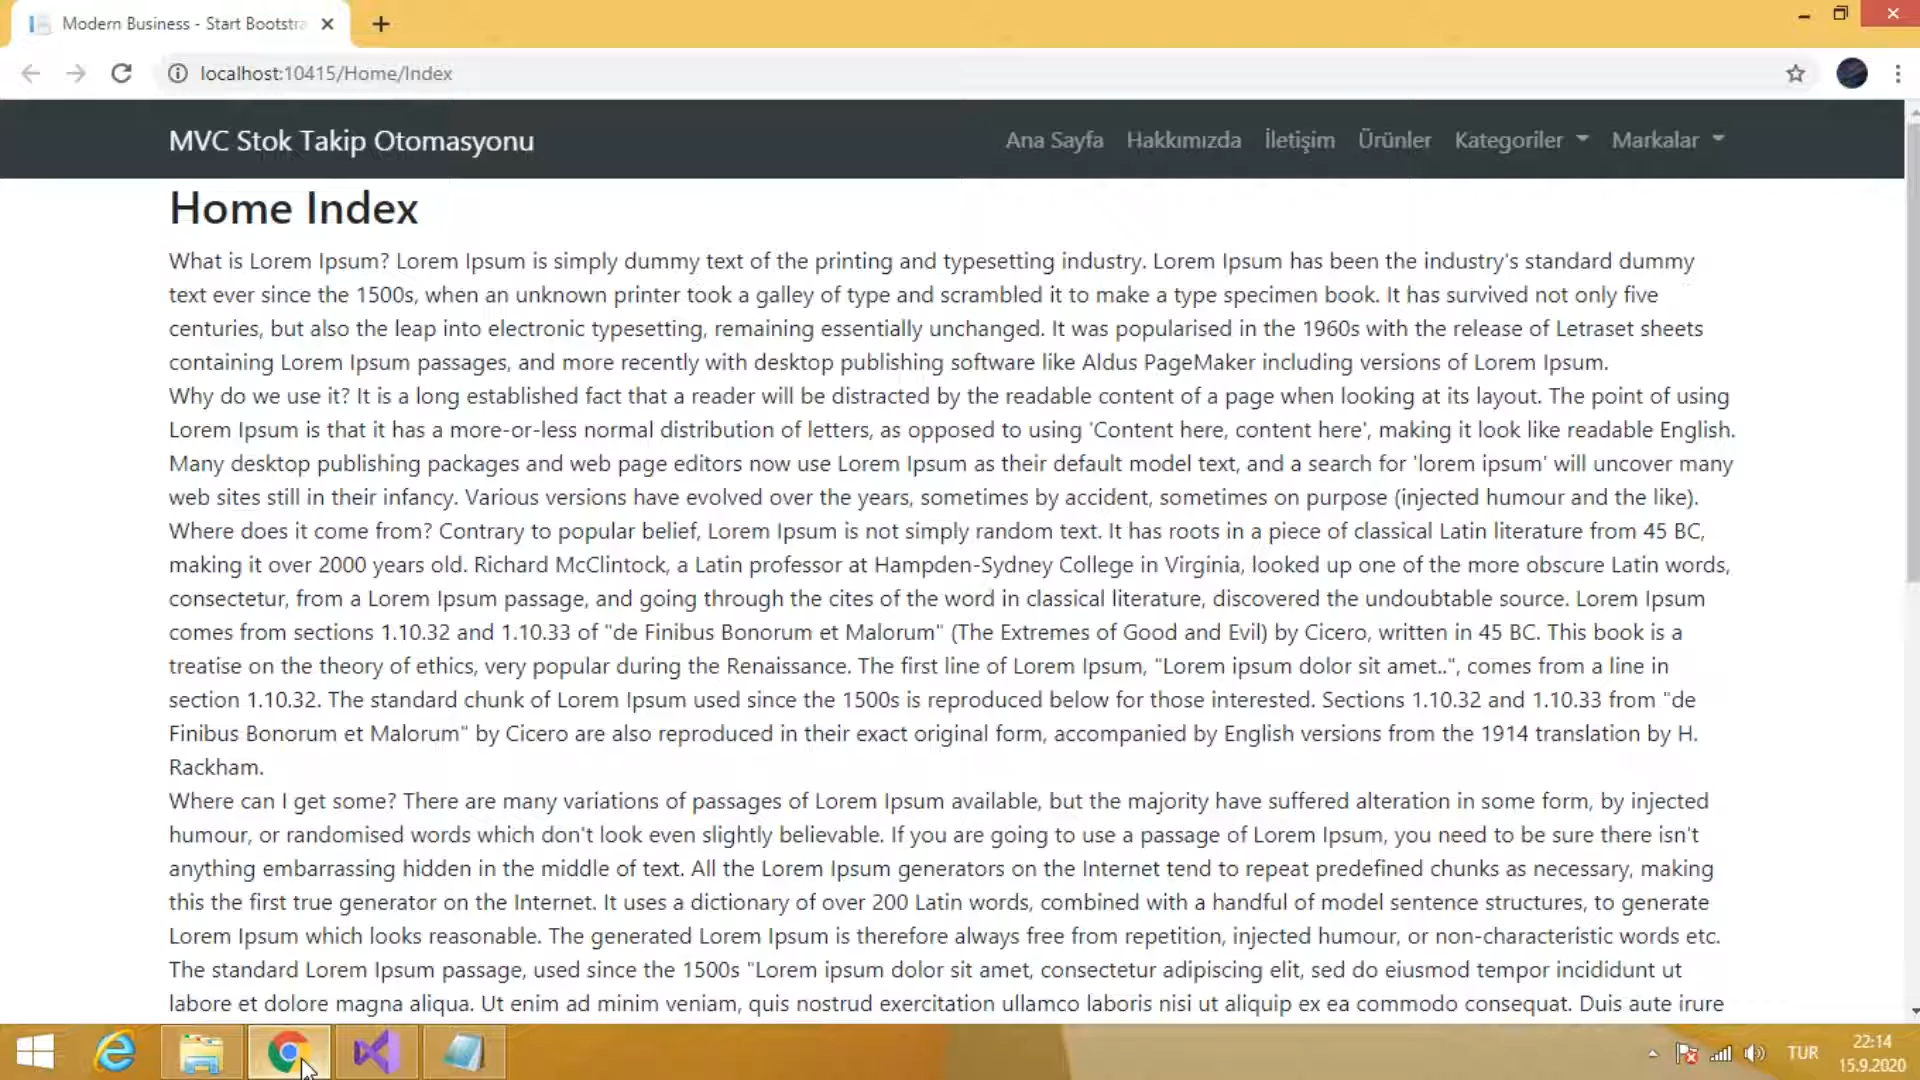 Modern Business - Start Bootstra
localhost:10415/Home/Index
MVC Stok Takip Otomasyonu
Ana Sayfa Hakkımızda İletişim Ürünler Kategoriler Markalar
Home Index
What is Lorem Ipsum? Lorem Ipsum is simply dummy text of the printing and typesetting industry. Lorem Ipsum has been the industry's standard dummy
text ever since the 1500s, when an unknown printer took a galley of type and scrambled it to make a type specimen book. It has survived not only five
centuries, but also the leap into electronic typesetting, remaining essentially unchanged. It was popularised in the 1960s with the release of Letraset sheets
containing Lorem Ipsum passages, and more recently with desktop publishing software like Aldus PageMaker including versions of Lorem Ipsum.
Why do we use it? It is a long established fact that a reader will be distracted by the readable content of a page when looking at its layout. The point of using
Lorem Ipsum is that it has a more-or-less normal distribution of letters, as opposed to using 'Content here, content here', making it look like readable English.
Many desktop publishing packages and web page editors now use Lorem Ipsum as their default model text, and a search for 'lorem ipsum' will uncover many
web sites still in their infancy. Various versions have evolved over the years, sometimes by accident, sometimes on purpose (injected humour and the like).
Where does it come from? Contrary to popular belief, Lorem Ipsum is not simply random text. It has roots in a piece of classical Latin literature from 45 BC,
making it over 2000 years old. Richard McClintock, a Latin professor at Hampden-Sydney College in Virginia, looked up one of the more obscure Latin words,
consectetur, from a Lorem Ipsum passage, and going through the cites of the word in classical literature, discovered the undoubtable source. Lorem Ipsum
comes from sections 1.10.32 and 1.10.33 of "de Finibus Bonorum et Malorum" (The Extremes of Good and Evil) by Cicero, written in 45 BC. This book is a
treatise on the theory of ethics, very popular during the Renaissance. The first line of Lorem Ipsum, "Lorem ipsum dolor sit amet..", comes from a line in
section 1.10.32. The standard chunk of Lorem Ipsum used since the 1500s is reproduced below for those interested. Sections 1.10.32 and 1.10.33 from "de
Finibus Bonorum et Malorum" by Cicero are also reproduced in their exact original form, accompanied by English versions from the 1914 translation by H.
Rackham.
Where can I get some? There are many variations of passages of Lorem Ipsum available, but the majority have suffered alteration in some form, by injected
humour, or randomised words which don't look even slightly believable. If you are going to use a passage of Lorem Ipsum, you need to be sure there isn't
anything embarrassing hidden in the middle of text. All the Lorem Ipsum generators on the Internet tend to repeat predefined chunks as necessary, making
this the first true generator on the Internet. It uses a dictionary of over 200 Latin words, combined with a handful of model sentence structures, to generate
Lorem Ipsum which looks reasonable. The generated Lorem Ipsum is therefore always free from repetition, injected humour, or non-characteristic words etc.
The standard Lorem Ipsum passage, used since the 1500s "Lorem ipsum dolor sit amet, consectetur adipiscing elit, sed do eiusmod tempor incididunt ut
labore et dolore magna aliqua. Ut enim ad minim veniam, quis nostrud exercitation ullamco laboris nisi ut aliquip ex ea commodo consequat. Duis aute irure
TUR
22:14
15.9.2020